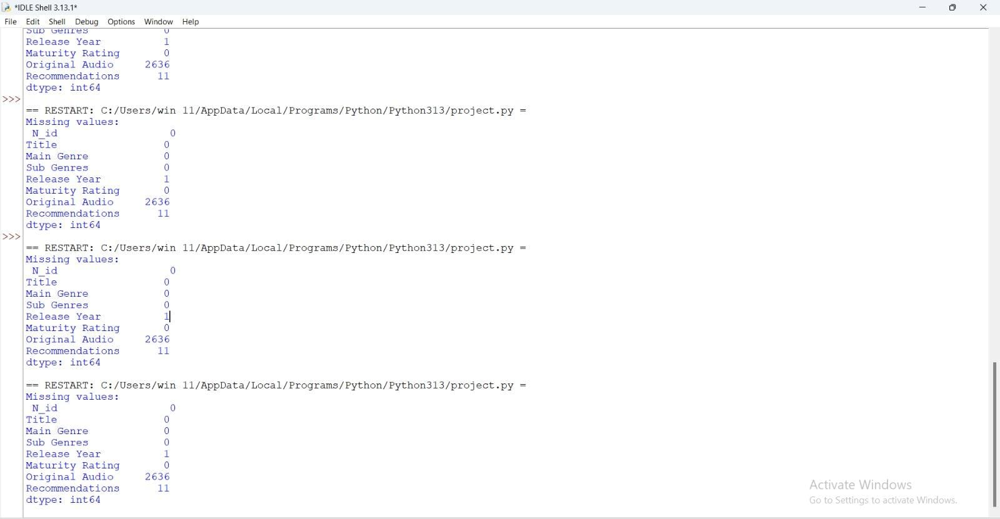 *IDLE Shell 3.13.1*
File Edit Shell Debug Options Window Help
Sub Genres 0
Release Year 1
Maturity Rating 0
Original Audio 2636
Recommendations 11
dtype: int64
>>>
== RESTART: C:/Users/win 11/AppData/Local/Programs/Python/Python313/project.py =
Missing values:
N_id 0
Title 0
Main Genre 0
Sub Genres 0
Release Year 1
Maturity Rating 0
Original Audio 2636
Recommendations 11
dtype: int64
>>>
== RESTART: C:/Users/win 11/AppData/Local/Programs/Python/Python313/project.py =
Missing values:
N_id 0
Title 0
Main Genre 0
Sub Genres 0
Release Year 1
Maturity Rating 0
Original Audio 2636
Recommendations 11
dtype: int64
== RESTART: C:/Users/win 11/AppData/Local/Programs/Python/Python313/project.py =
Missing values:
N_id 0
Title 0
Main Genre 0
Sub Genres 0
Release Year 1
Maturity Rating 0
Original Audio 2636
Recommendations 11
dtype: int64
Activate Windows
Go to Settings to activate Windows.